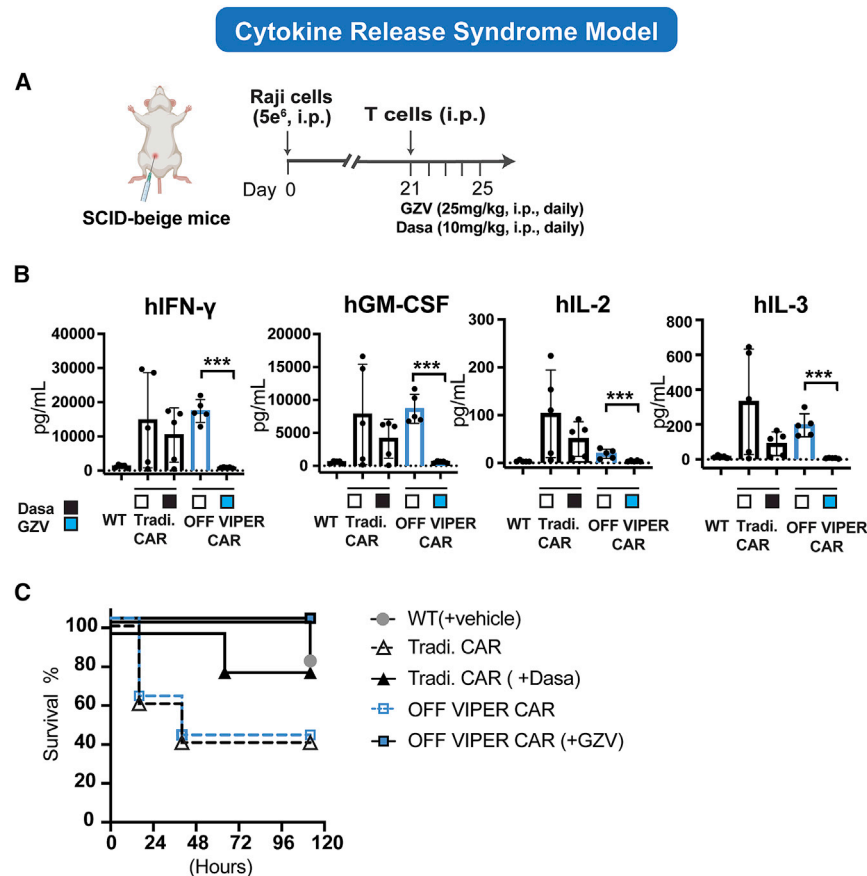 Cytokine Release Syndrome Model
A
Raji cells
(5e⁶, i.p.)
T cells (i.p.)
Day 0
21
25
GZV (25mg/kg, i.p., daily)
Dasa (10mg/kg, i.p., daily)
SCID-beige mice
B
hIFN-γ
pg/mL
40000
30000
20000
10000
0
***
hGM-CSF
pg/mL
20000
15000
10000
5000
0
***
hIL-2
pg/mL
300
200
100
0
***
hIL-3
pg/mL
800
600
400
200
0
***
Dasa
GZV
WT Tradi. CAR
OFF VIPER CAR
WT Tradi. CAR
OFF VIPER CAR
WT Tradi. CAR
OFF VIPER CAR
WT Tradi. CAR
OFF VIPER CAR
C
Survival %
100
80
60
40
20
0
0 24 48 72 96 120
(Hours)
WT(+vehicle)
Tradi. CAR
Tradi. CAR ( +Dasa)
OFF VIPER CAR
OFF VIPER CAR (+GZV)